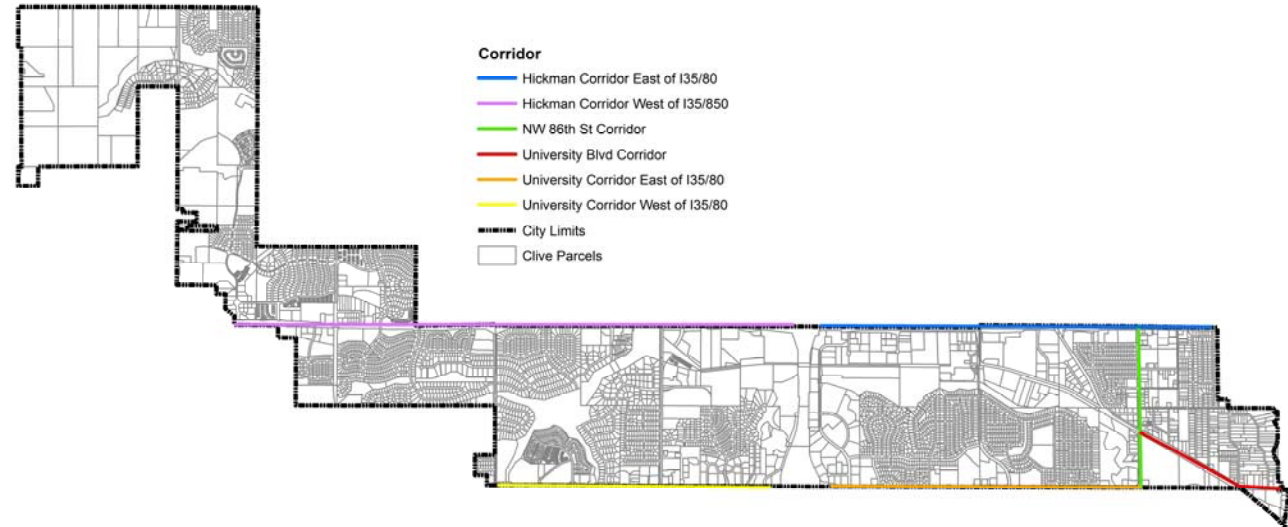 Corridor
Hickman Corridor East of I35/80
Hickman Corridor West of I35/850
NW 86th St Corridor
University Blvd Corridor
University Corridor East of I35/80
University Corridor West of I35/80
City Limits
Clive Parcels